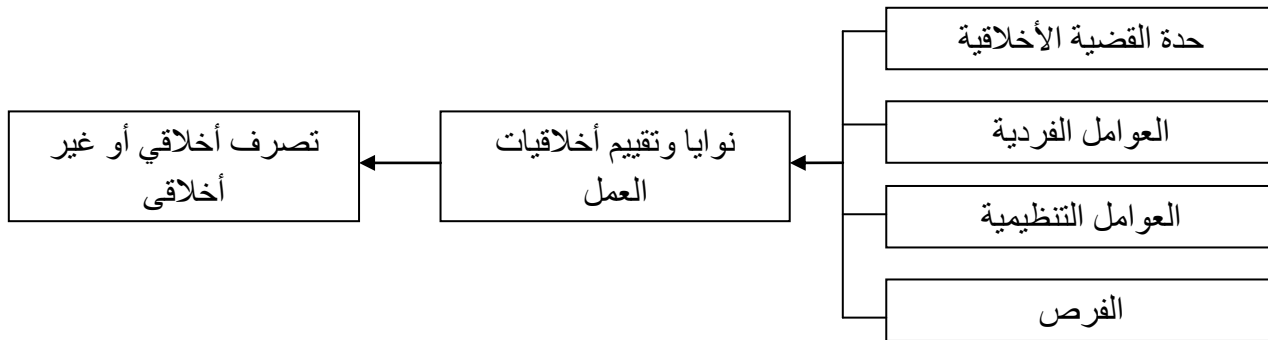 حدة القضية الأخلاقية
العوامل الفردية
العوامل التنظيمية
الفرص
نوايا وتقييم أخلاقيات
العمل
تصرف أخلاقي أو غير
أخلاقى